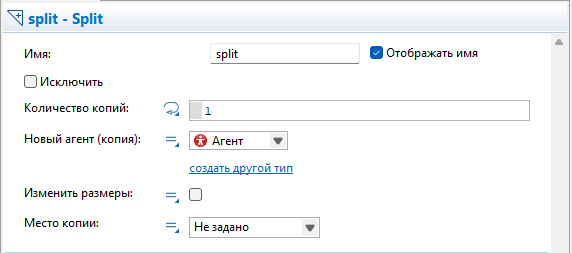 split - Split
Имя: split Отображать имя
Исключить
Количество копий: 1
Новый агент (копия): Агент
создать другой тип
Изменить размеры:
Место копии: Не задано